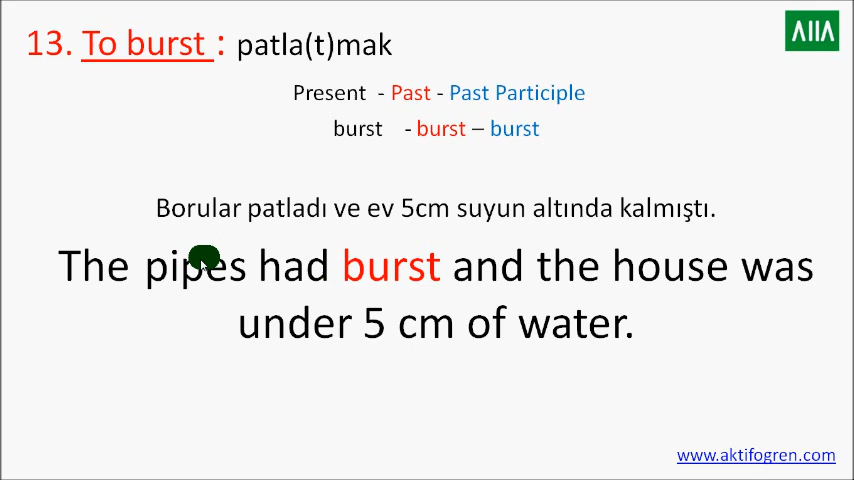 13. To burst : patla(t)mak
Present - Past - Past Participle
burst - burst – burst
Borular patladı ve ev 5cm suyun altında kalmıştı.
The pipes had burst and the house was
under 5 cm of water.
www.aktifogren.com